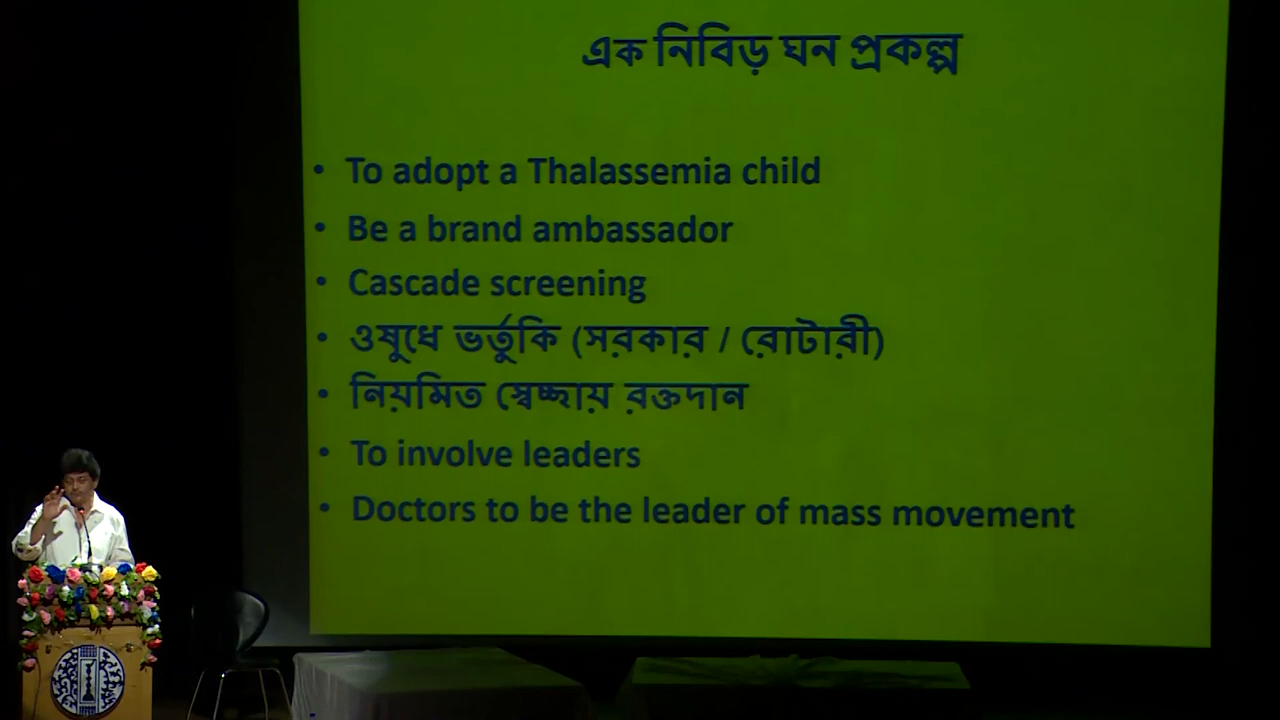 এক নিবিড় ঘন প্রকল্প
• To adopt a Thalassemia child
• Be a brand ambassador
• Cascade screening
• ওষুধে ভর্তুকি (সরকার / রোটারী)
• নিয়মিত স্বেচ্ছায় রক্তদান
• To involve leaders
• Doctors to be the leader of mass movement